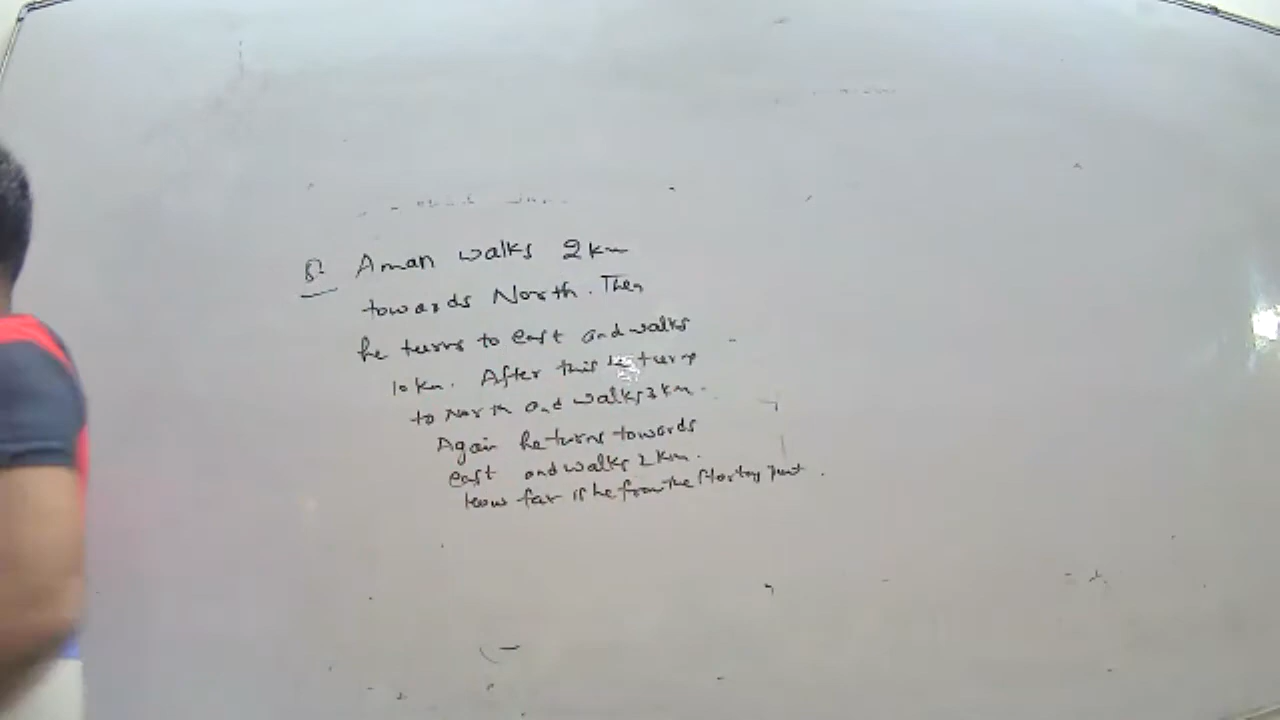 Q. Aman walks 2 km
towards North. Then
he turns to east and walks
10 km. After this he turns
to North and walks 3 km.
Again he turns towards
east and walks 2 km.
How far is he from the starting point.